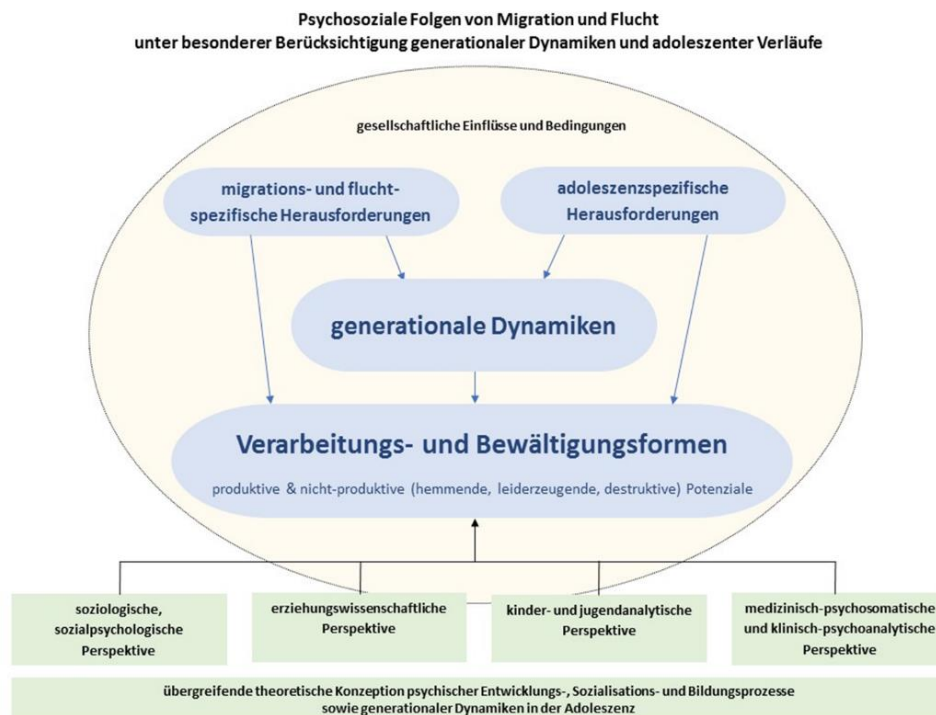 Psychosoziale Folgen von Migration und Flucht
unter besonderer Berücksichtigung generationaler Dynamiken und adoleszenter Verläufe
gesellschaftliche Einflüsse und Bedingungen
migrations- und flucht-
spezifische Herausforderungen
adoleszenzspezifische
Herausforderungen
generationale Dynamiken
Verarbeitungs- und Bewältigungsformen
produktive & nicht-produktive (hemmende, leiderzeugende, destruktive) Potenziale
soziologische,
sozialpsychologische
Perspektive
erziehungswissenschaftliche
Perspektive
kinder- und jugendanalytische
Perspektive
medizinisch-psychosomatische
und klinisch-psychoanalytische
Perspektive
übergreifende theoretische Konzeption psychischer Entwicklungs-, Sozialisations- und Bildungsprozesse
sowie generationaler Dynamiken in der Adoleszenz